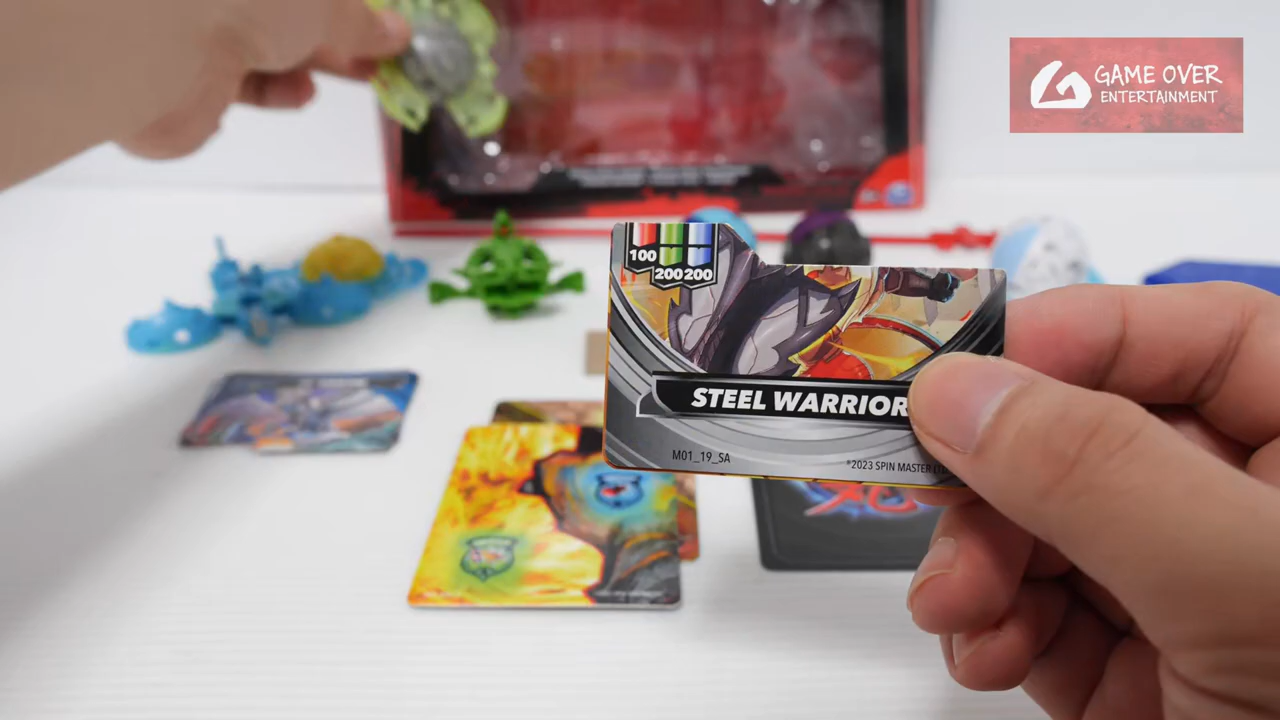 GAME OVER
ENTERTAINMENT
100
200 200
STEEL WARRIOR
M01_19_SA
©2023 SPIN MASTER